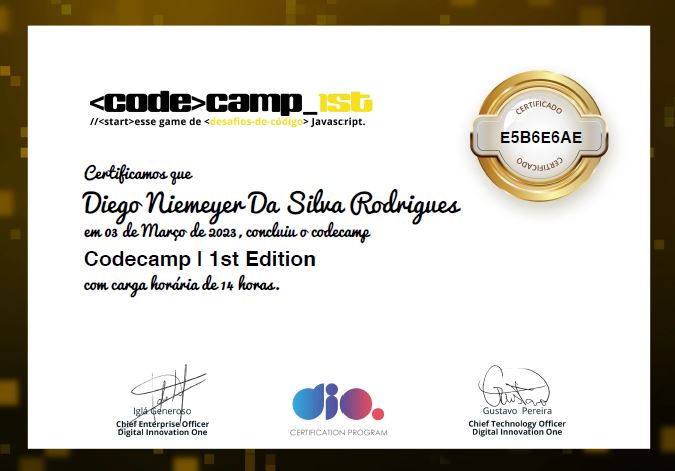 <code>camp_1st
//<start>esse game de <desafios-de-código> Javascript.
CERTIFICADO
E5B6E6AE
CERTIFICADO
Certificamos que
Diego Niemeyer Da Silva Rodrigues
em 03 de Março de 2023, concluiu o codecamp
Codecamp | 1st Edition
com carga horária de 14 horas.
Iglá Generoso
Chief Enterprise Officer
Digital Innovation One
dio.
CERTIFICATION PROGRAM
Gustavo
Gustavo Pereira
Chief Technology Officer
Digital Innovation One